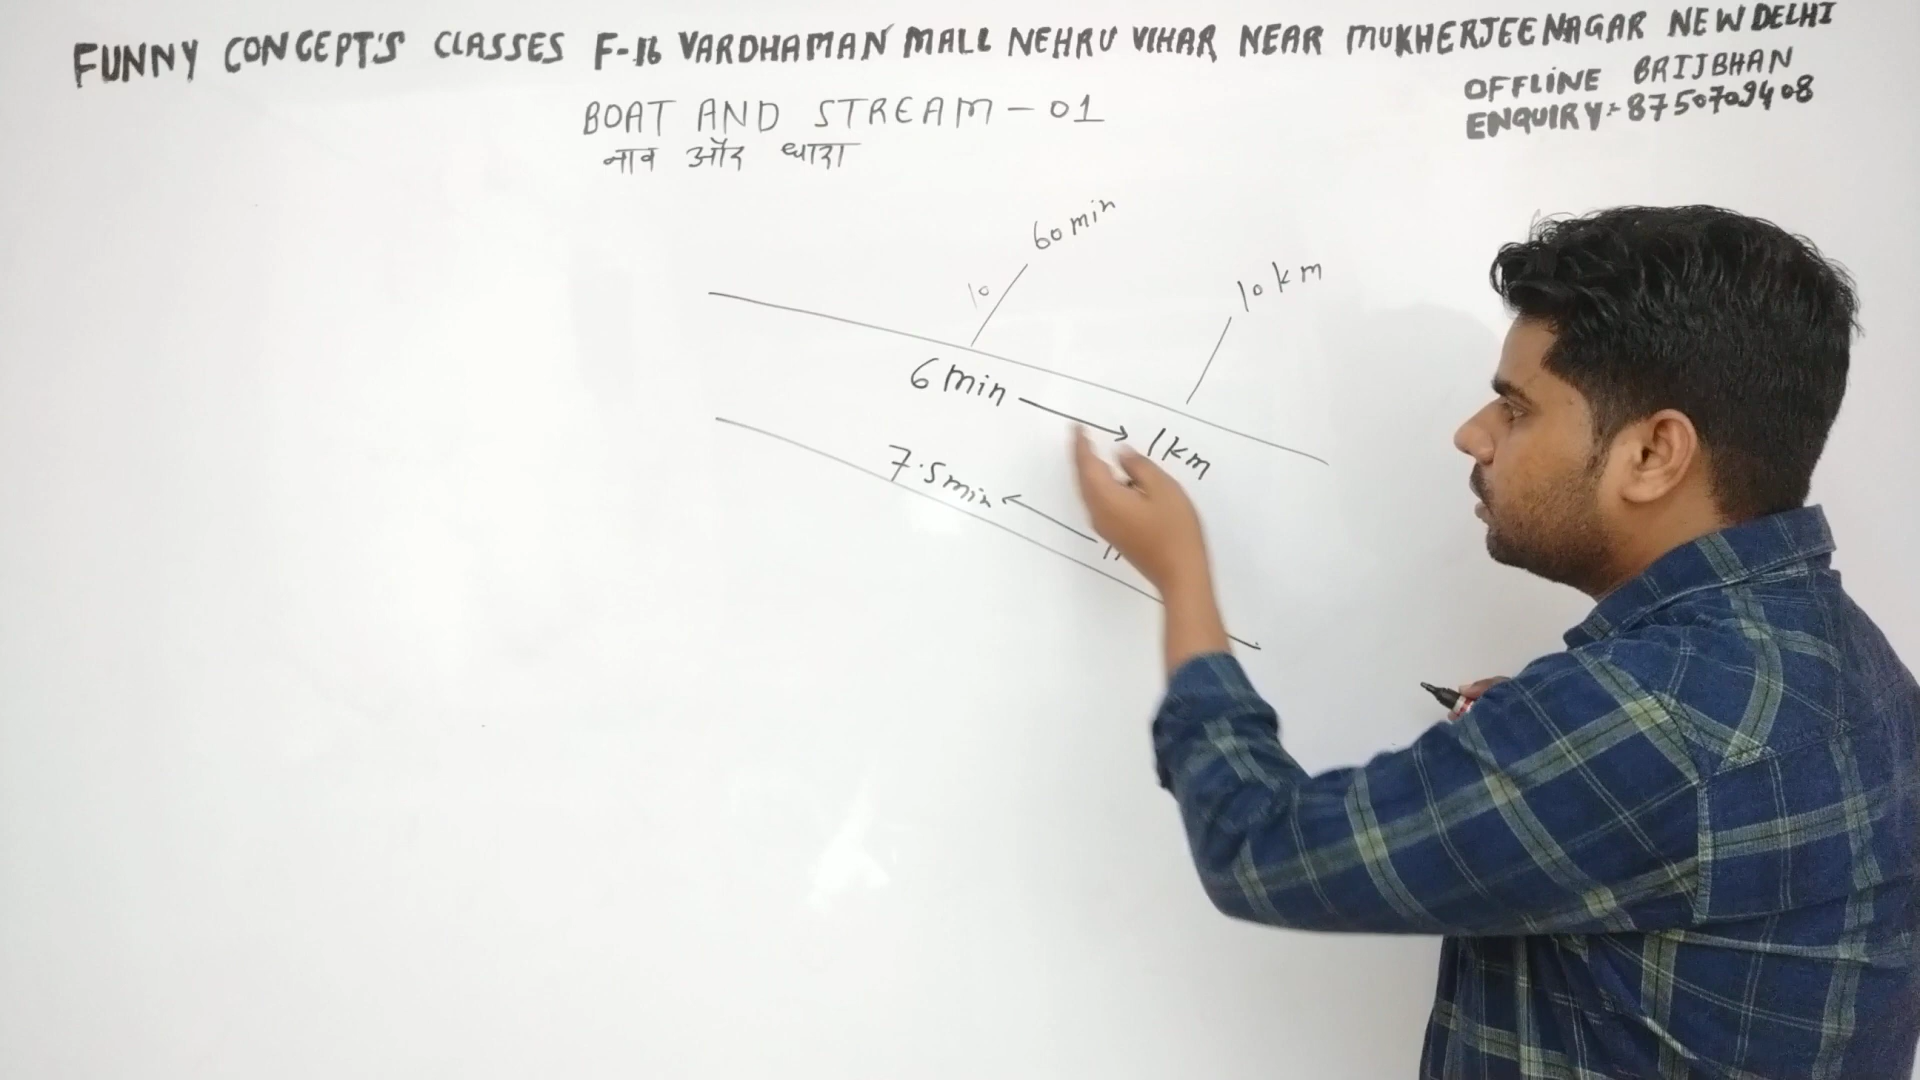 FUNNY CONCEPT'S CLASSES F-16 VARDHAMAN MALL NEHRU VIHAR NEAR MUKHERJEE NAGAR NEW DELHI
OFFLINE BRIJBHAN
ENQUIRY:-8750709408
BOAT AND STREAM-01
नाव और धारा
60 min
10
10 km
6 min → 1 km
7.5 min ←